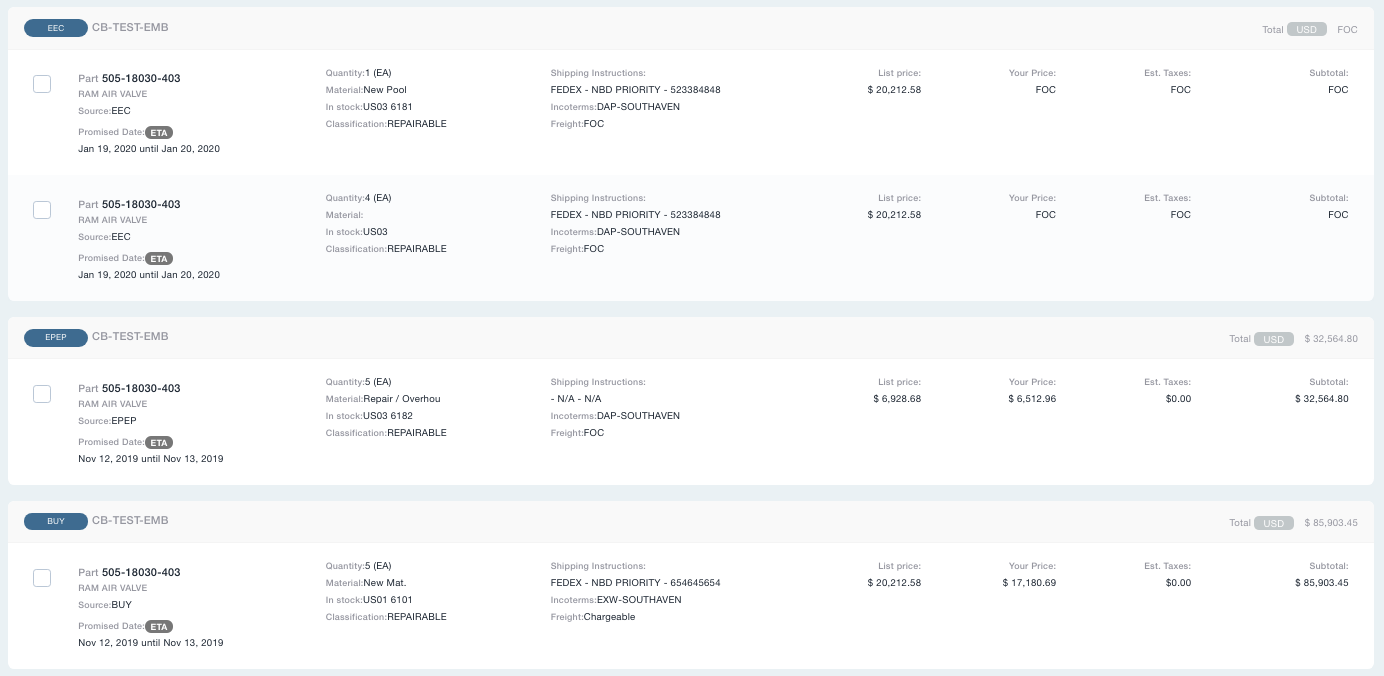 EEC CB-TEST-EMB Total USD FOC
Part 505-18030-403
RAM AIR VALVE
Source:EEC
Promised Date:ETA
Jan 19, 2020 until Jan 20, 2020
Quantity:1 (EA)
Material:New Pool
In stock:US03 6181
Classification:REPAIRABLE
Shipping Instructions:
FEDEX - NBD PRIORITY - 523384848
Incoterms:DAP-SOUTHAVEN
Freight:FOC
List price:
$ 20,212.58
Your Price:
FOC
Est. Taxes:
FOC
Subtotal:
FOC
Part 505-18030-403
RAM AIR VALVE
Source:EEC
Promised Date:ETA
Jan 19, 2020 until Jan 20, 2020
Quantity:4 (EA)
Material:
In stock:US03
Classification:REPAIRABLE
Shipping Instructions:
FEDEX - NBD PRIORITY - 523384848
Incoterms:DAP-SOUTHAVEN
Freight:FOC
List price:
$ 20,212.58
Your Price:
FOC
Est. Taxes:
FOC
Subtotal:
FOC
EPEP CB-TEST-EMB Total USD $ 32,564.80
Part 505-18030-403
RAM AIR VALVE
Source:EPEP
Promised Date:ETA
Nov 12, 2019 until Nov 13, 2019
Quantity:5 (EA)
Material:Repair / Overhou
In stock:US03 6182
Classification:REPAIRABLE
Shipping Instructions:
- N/A - N/A
Incoterms:DAP-SOUTHAVEN
Freight:FOC
List price:
$ 6,928.68
Your Price:
$ 6,512.96
Est. Taxes:
$0.00
Subtotal:
$ 32,564.80
BUY CB-TEST-EMB Total USD $ 85,903.45
Part 505-18030-403
RAM AIR VALVE
Source:BUY
Promised Date:ETA
Nov 12, 2019 until Nov 13, 2019
Quantity:5 (EA)
Material:New Mat.
In stock:US01 6101
Classification:REPAIRABLE
Shipping Instructions:
FEDEX - NBD PRIORITY - 654645654
Incoterms:EXW-SOUTHAVEN
Freight:Chargeable
List price:
$ 20,212.58
Your Price:
$ 17,180.69
Est. Taxes:
$0.00
Subtotal:
$ 85,903.45